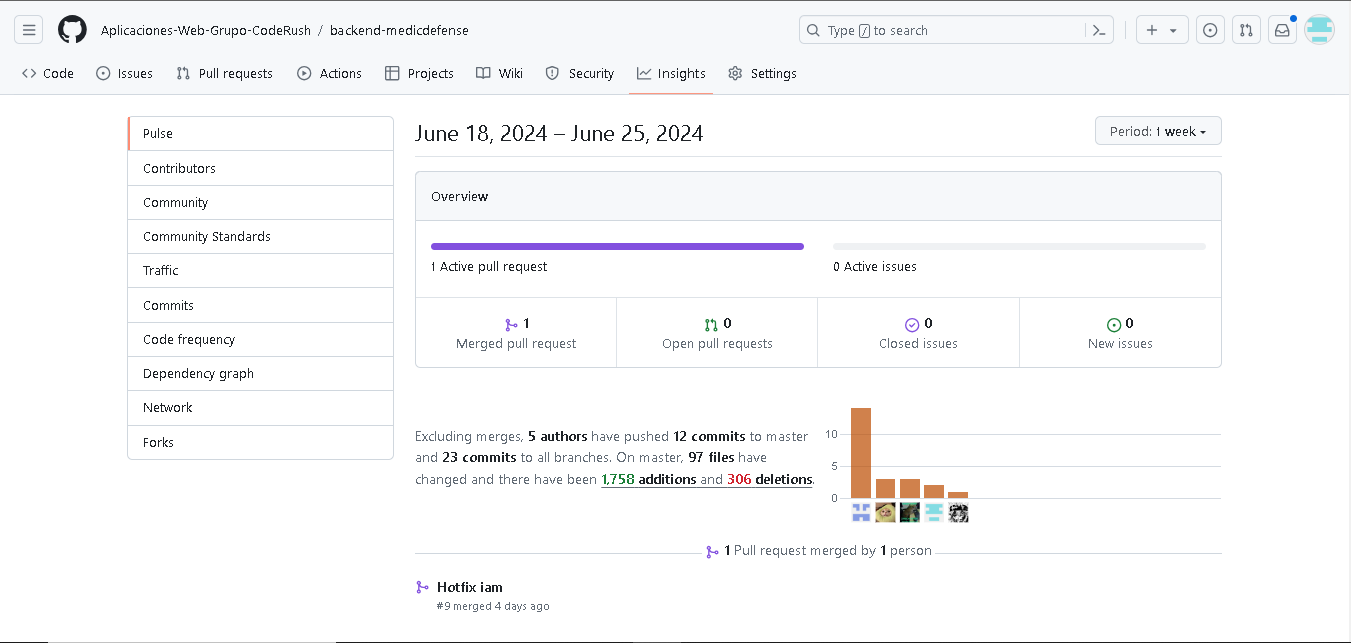 Aplicaciones-Web-Grupo-CodeRush / backend-medicdefense
Type / to search
Code Issues Pull requests Actions Projects Wiki Security Insights Settings
Pulse
Contributors
Community
Community Standards
Traffic
Commits
Code frequency
Dependency graph
Network
Forks
June 18, 2024 – June 25, 2024
Period: 1 week
Overview
1 Active pull request
0 Active issues
1
Merged pull request
0
Open pull requests
0
Closed issues
0
New issues
Excluding merges, 5 authors have pushed 12 commits to master
and 23 commits to all branches. On master, 97 files have
changed and there have been 1,758 additions and 306 deletions.
10
5
0
1 Pull request merged by 1 person
Hotfix iam
#9 merged 4 days ago